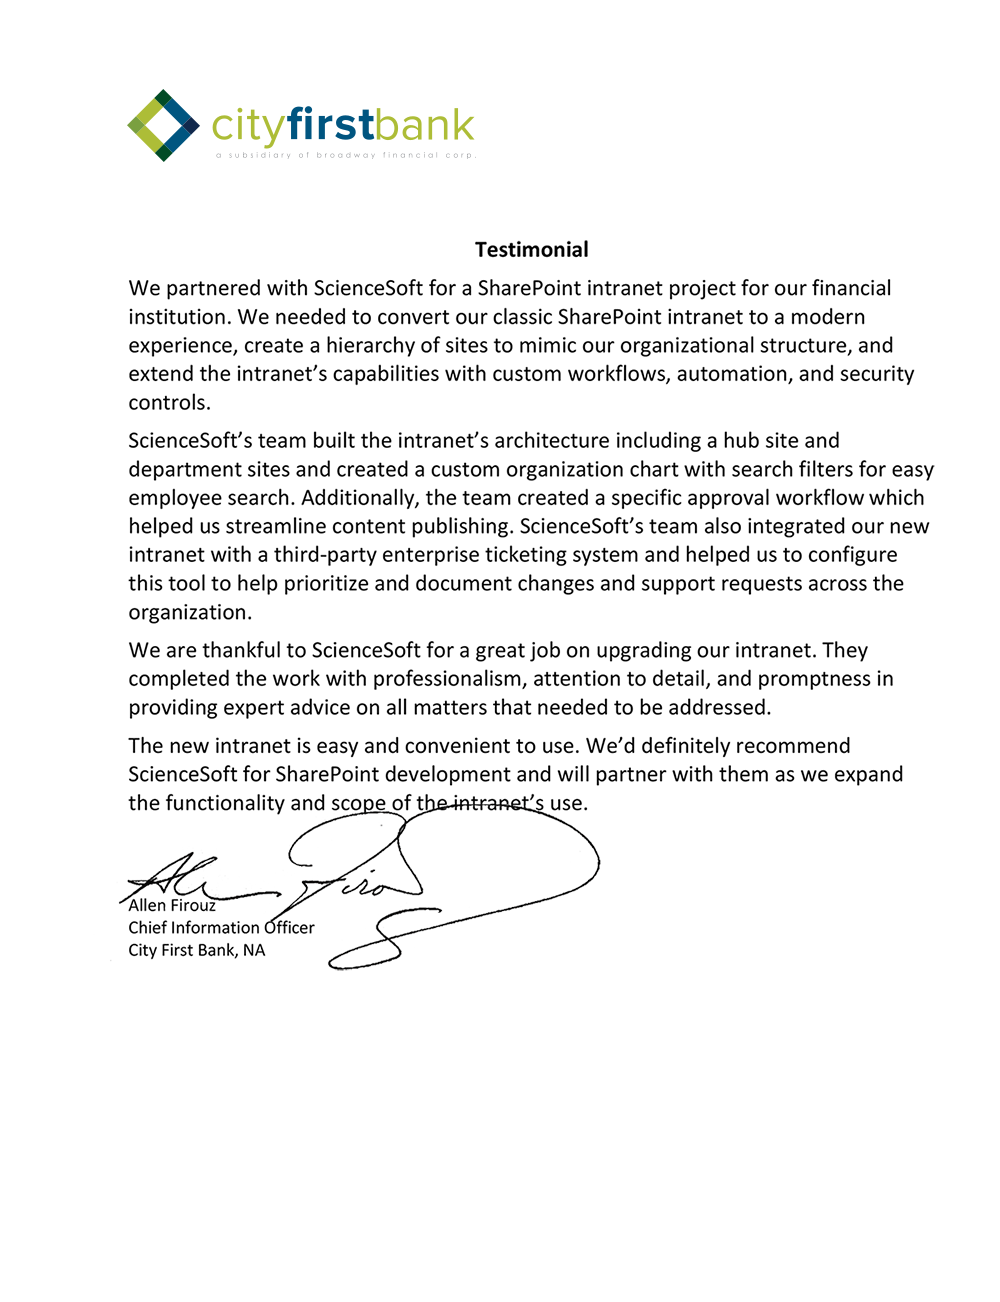 cityfirstbank
a subsidiary of broadway financial corp.
Testimonial
We partnered with ScienceSoft for a SharePoint intranet project for our financial
institution. We needed to convert our classic SharePoint intranet to a modern
experience, create a hierarchy of sites to mimic our organizational structure, and
extend the intranet’s capabilities with custom workflows, automation, and security
controls.
ScienceSoft’s team built the intranet’s architecture including a hub site and
department sites and created a custom organization chart with search filters for easy
employee search. Additionally, the team created a specific approval workflow which
helped us streamline content publishing. ScienceSoft’s team also integrated our new
intranet with a third-party enterprise ticketing system and helped us to configure
this tool to help prioritize and document changes and support requests across the
organization.
We are thankful to ScienceSoft for a great job on upgrading our intranet. They
completed the work with professionalism, attention to detail, and promptness in
providing expert advice on all matters that needed to be addressed.
The new intranet is easy and convenient to use. We’d definitely recommend
ScienceSoft for SharePoint development and will partner with them as we expand
the functionality and scope of the intranet’s use.
Allen Firouz
Chief Information Officer
City First Bank, NA